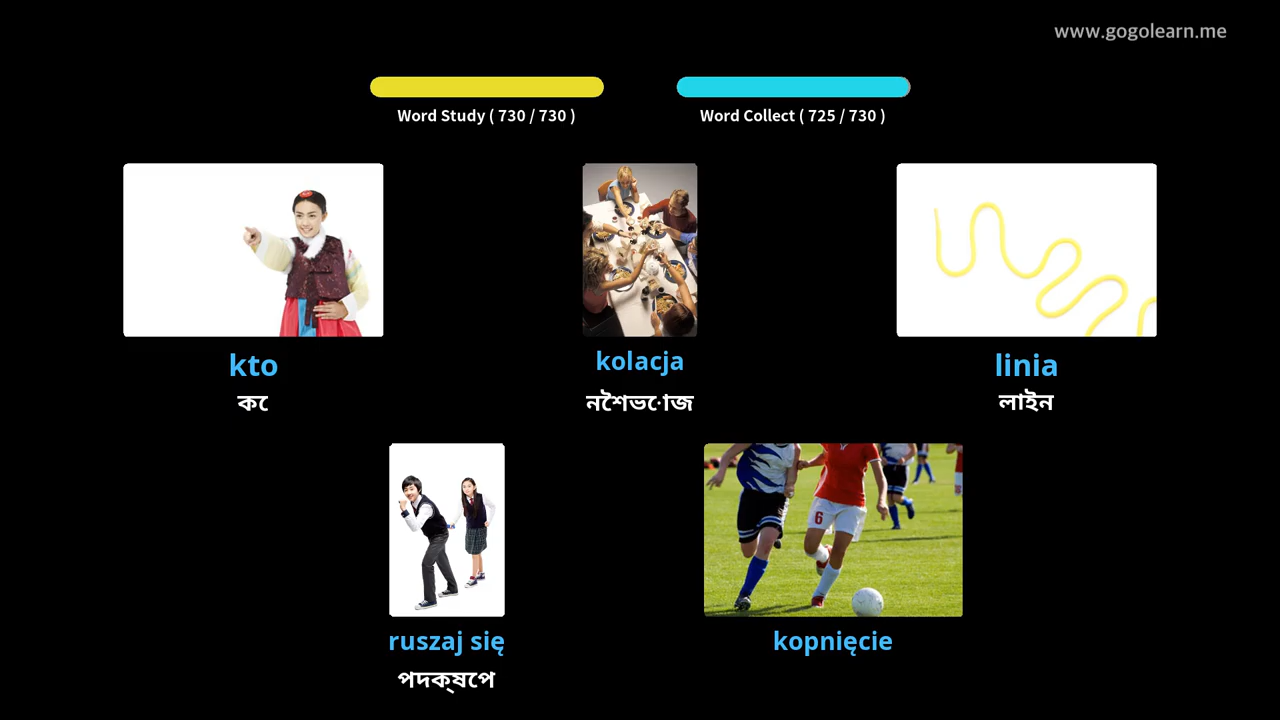 www.gogolearn.me
Word Study ( 730 / 730 )
Word Collect ( 725 / 730 )
kto
কে
kolacja
নৈশভোজ
linia
লাইন
ruszaj się
পদক্ষেপ
kopnięcie
6